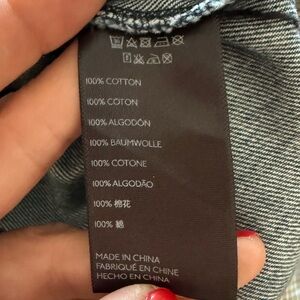 100% COTTON
100% COTON
100% ALGODÓN
100% BAUMWOLLE
100% COTONE
100% ALGODÃO
100% 棉花
100% 綿
MADE IN CHINA
FABRIQUÉ EN CHINE
HECHO EN CHINA